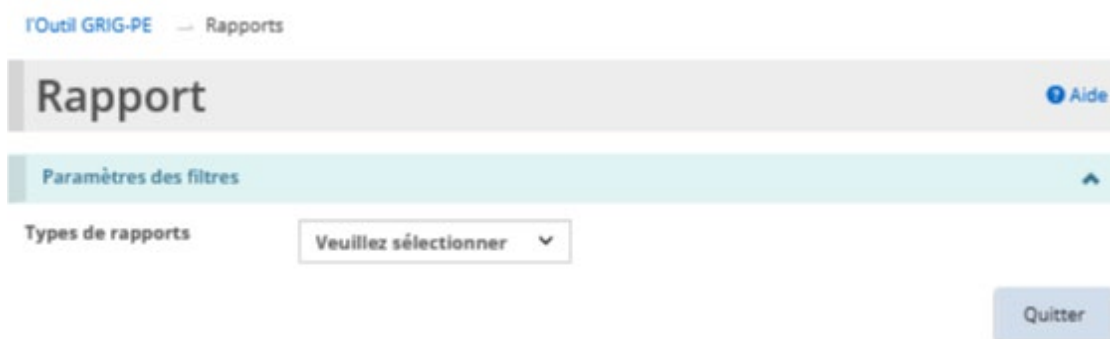 l'Outil GRIG-PE → Rapports
Rapport
Aide
Paramètres des filtres
Types de rapports
Veuillez sélectionner
Quitter